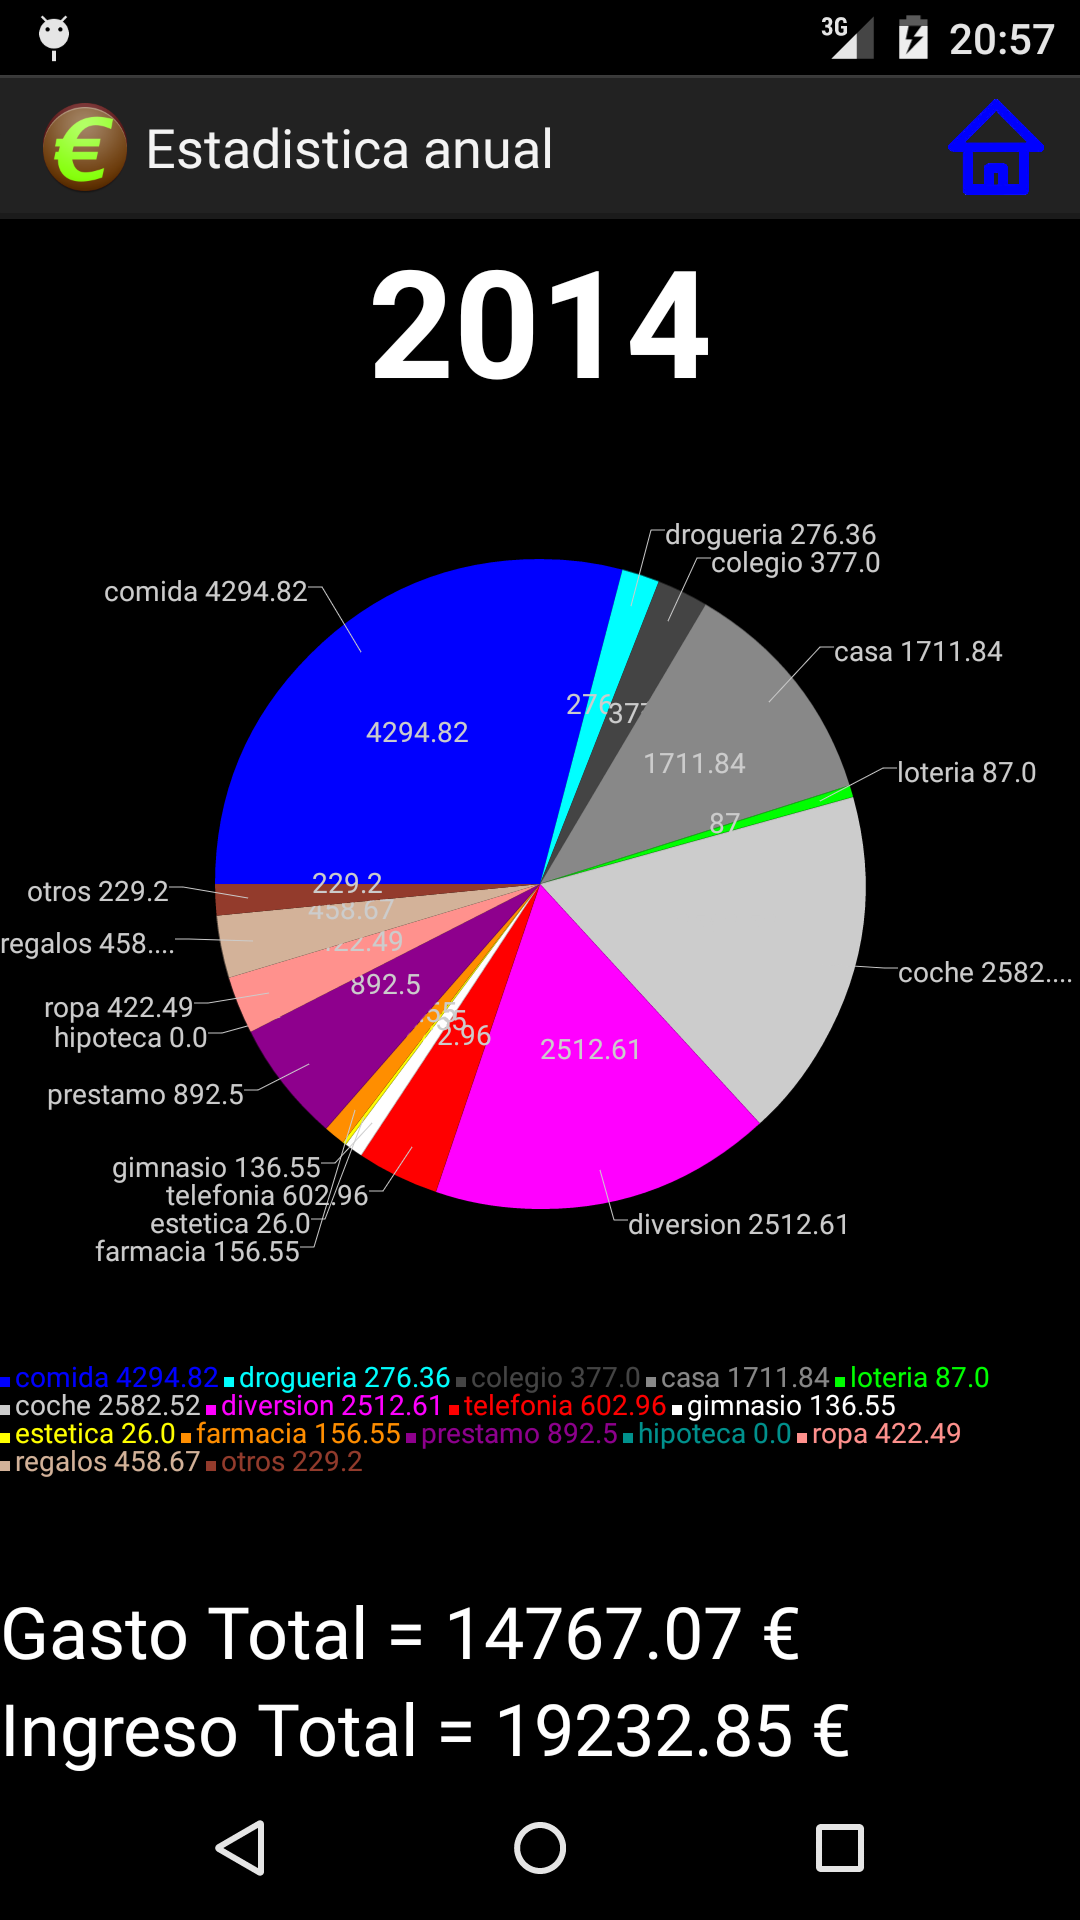 3G 20:57
Estadistica anual
2014
drogueria 276.36
colegio 377.0
comida 4294.82
casa 1711.84
4294.82
1711.84
loteria 87.0
87
229.2
otros 229.2
458.67
regalos 458....
ropa 422.49
coche 2582....
892.5
hipoteca 0.0
2512.61
prestamo 892.5
gimnasio 136.55
telefonia 602.96
estetica 26.0
diversion 2512.61
farmacia 156.55
comida 4294.82 drogueria 276.36 colegio 377.0 casa 1711.84 loteria 87.0
coche 2582.52 diversion 2512.61 telefonia 602.96 gimnasio 136.55
estetica 26.0 farmacia 156.55 prestamo 892.5 hipoteca 0.0 ropa 422.49
regalos 458.67 otros 229.2
Gasto Total = 14767.07 €
Ingreso Total = 19232.85 €